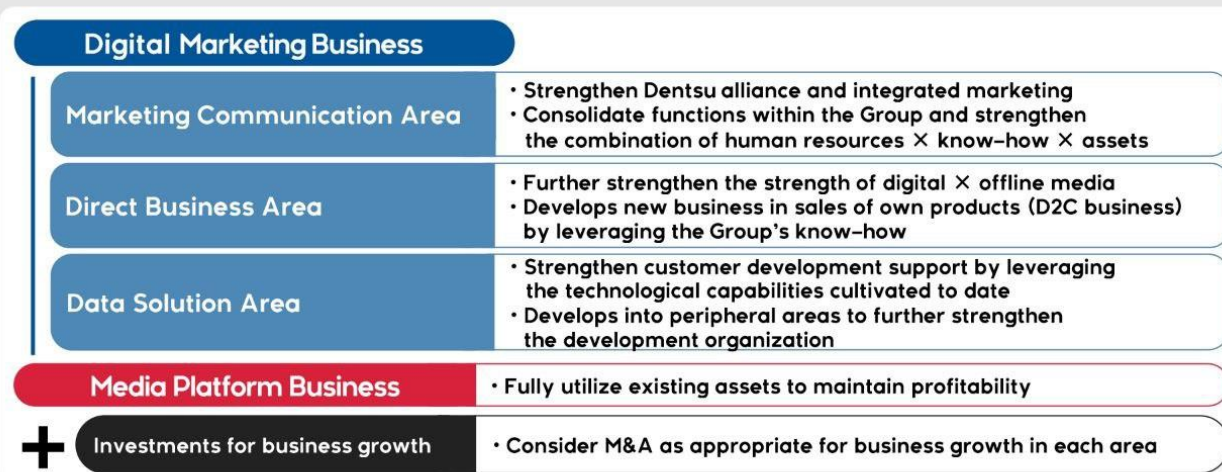 Digital Marketing Business
Marketing Communication Area
・Strengthen Dentsu alliance and integrated marketing
・Consolidate functions within the Group and strengthen
the combination of human resources × know-how × assets
Direct Business Area
・Further strengthen the strength of digital × offline media
・Develops new business in sales of own products (D2C business)
by leveraging the Group's know-how
Data Solution Area
・Strengthen customer development support by leveraging
the technological capabilities cultivated to date
・Develops into peripheral areas to further strengthen
the development organization
Media Platform Business
・Fully utilize existing assets to maintain profitability
+ Investments for business growth
・Consider M&A as appropriate for business growth in each area